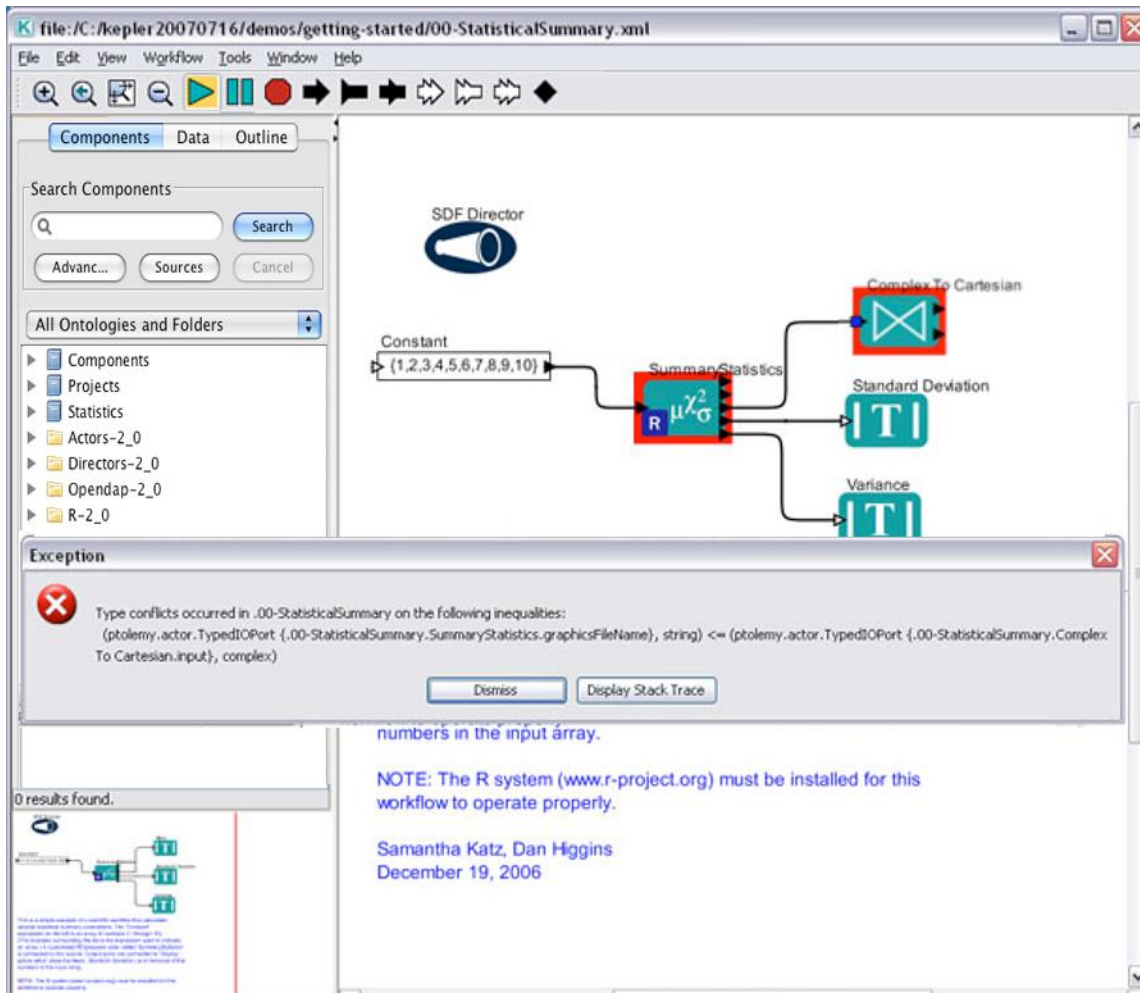 file:/C:/kepler20070716/demos/getting-started/00-StatisticalSummary.xml
File Edit View Workflow Tools Window Help
Components Data Outline
Search Components
Search
Advanc... Sources Cancel
All Ontologies and Folders
Components
Projects
Statistics
Actors-2_0
Directors-2_0
Opendap-2_0
R-2_0
SDF Director
Constant
{1,2,3,4,5,6,7,8,9,10}
SummaryStatistics
R μχ²σ
Complex To Cartesian
Standard Deviation
T
Variance
T
Exception
Type conflicts occurred in .00-StatisticalSummary on the following inequalities:
(ptolemy.actor.TypedIOPort {.00-StatisticalSummary.SummaryStatistics.graphicsFileName}, string) <= (ptolemy.actor.TypedIOPort {.00-StatisticalSummary.Complex
To Cartesian.input}, complex)
Dismiss Display Stack Trace
numbers in the input array.
NOTE: The R system (www.r-project.org) must be installed for this
workflow to operate properly.
Samantha Katz, Dan Higgins
December 19, 2006
0 results found.